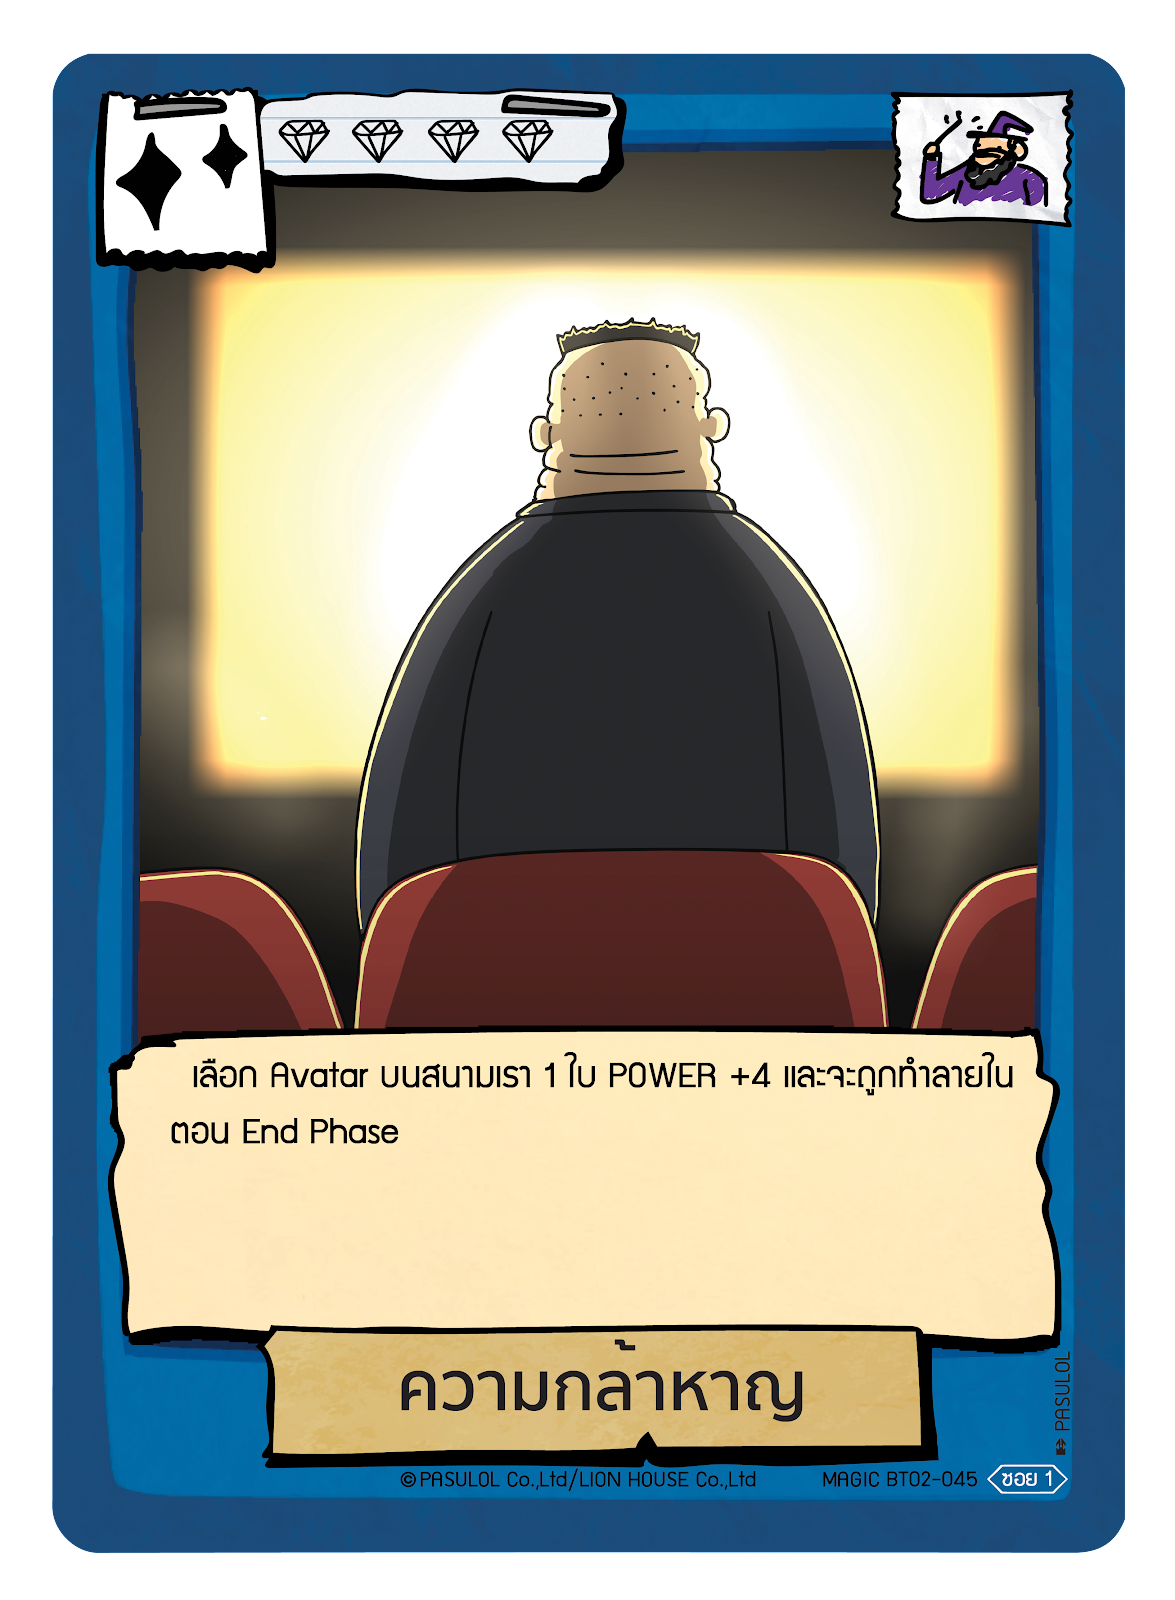 เลือก Avatar บนสนามเรา 1 ใบ POWER +4 และจะถูกทำลายใน
ตอน End Phase
ความกล้าหาญ
PASULOL
©PASULOL Co.,Ltd/LION HOUSE Co.,Ltd
MAGIC BT02-045
ซอย 1